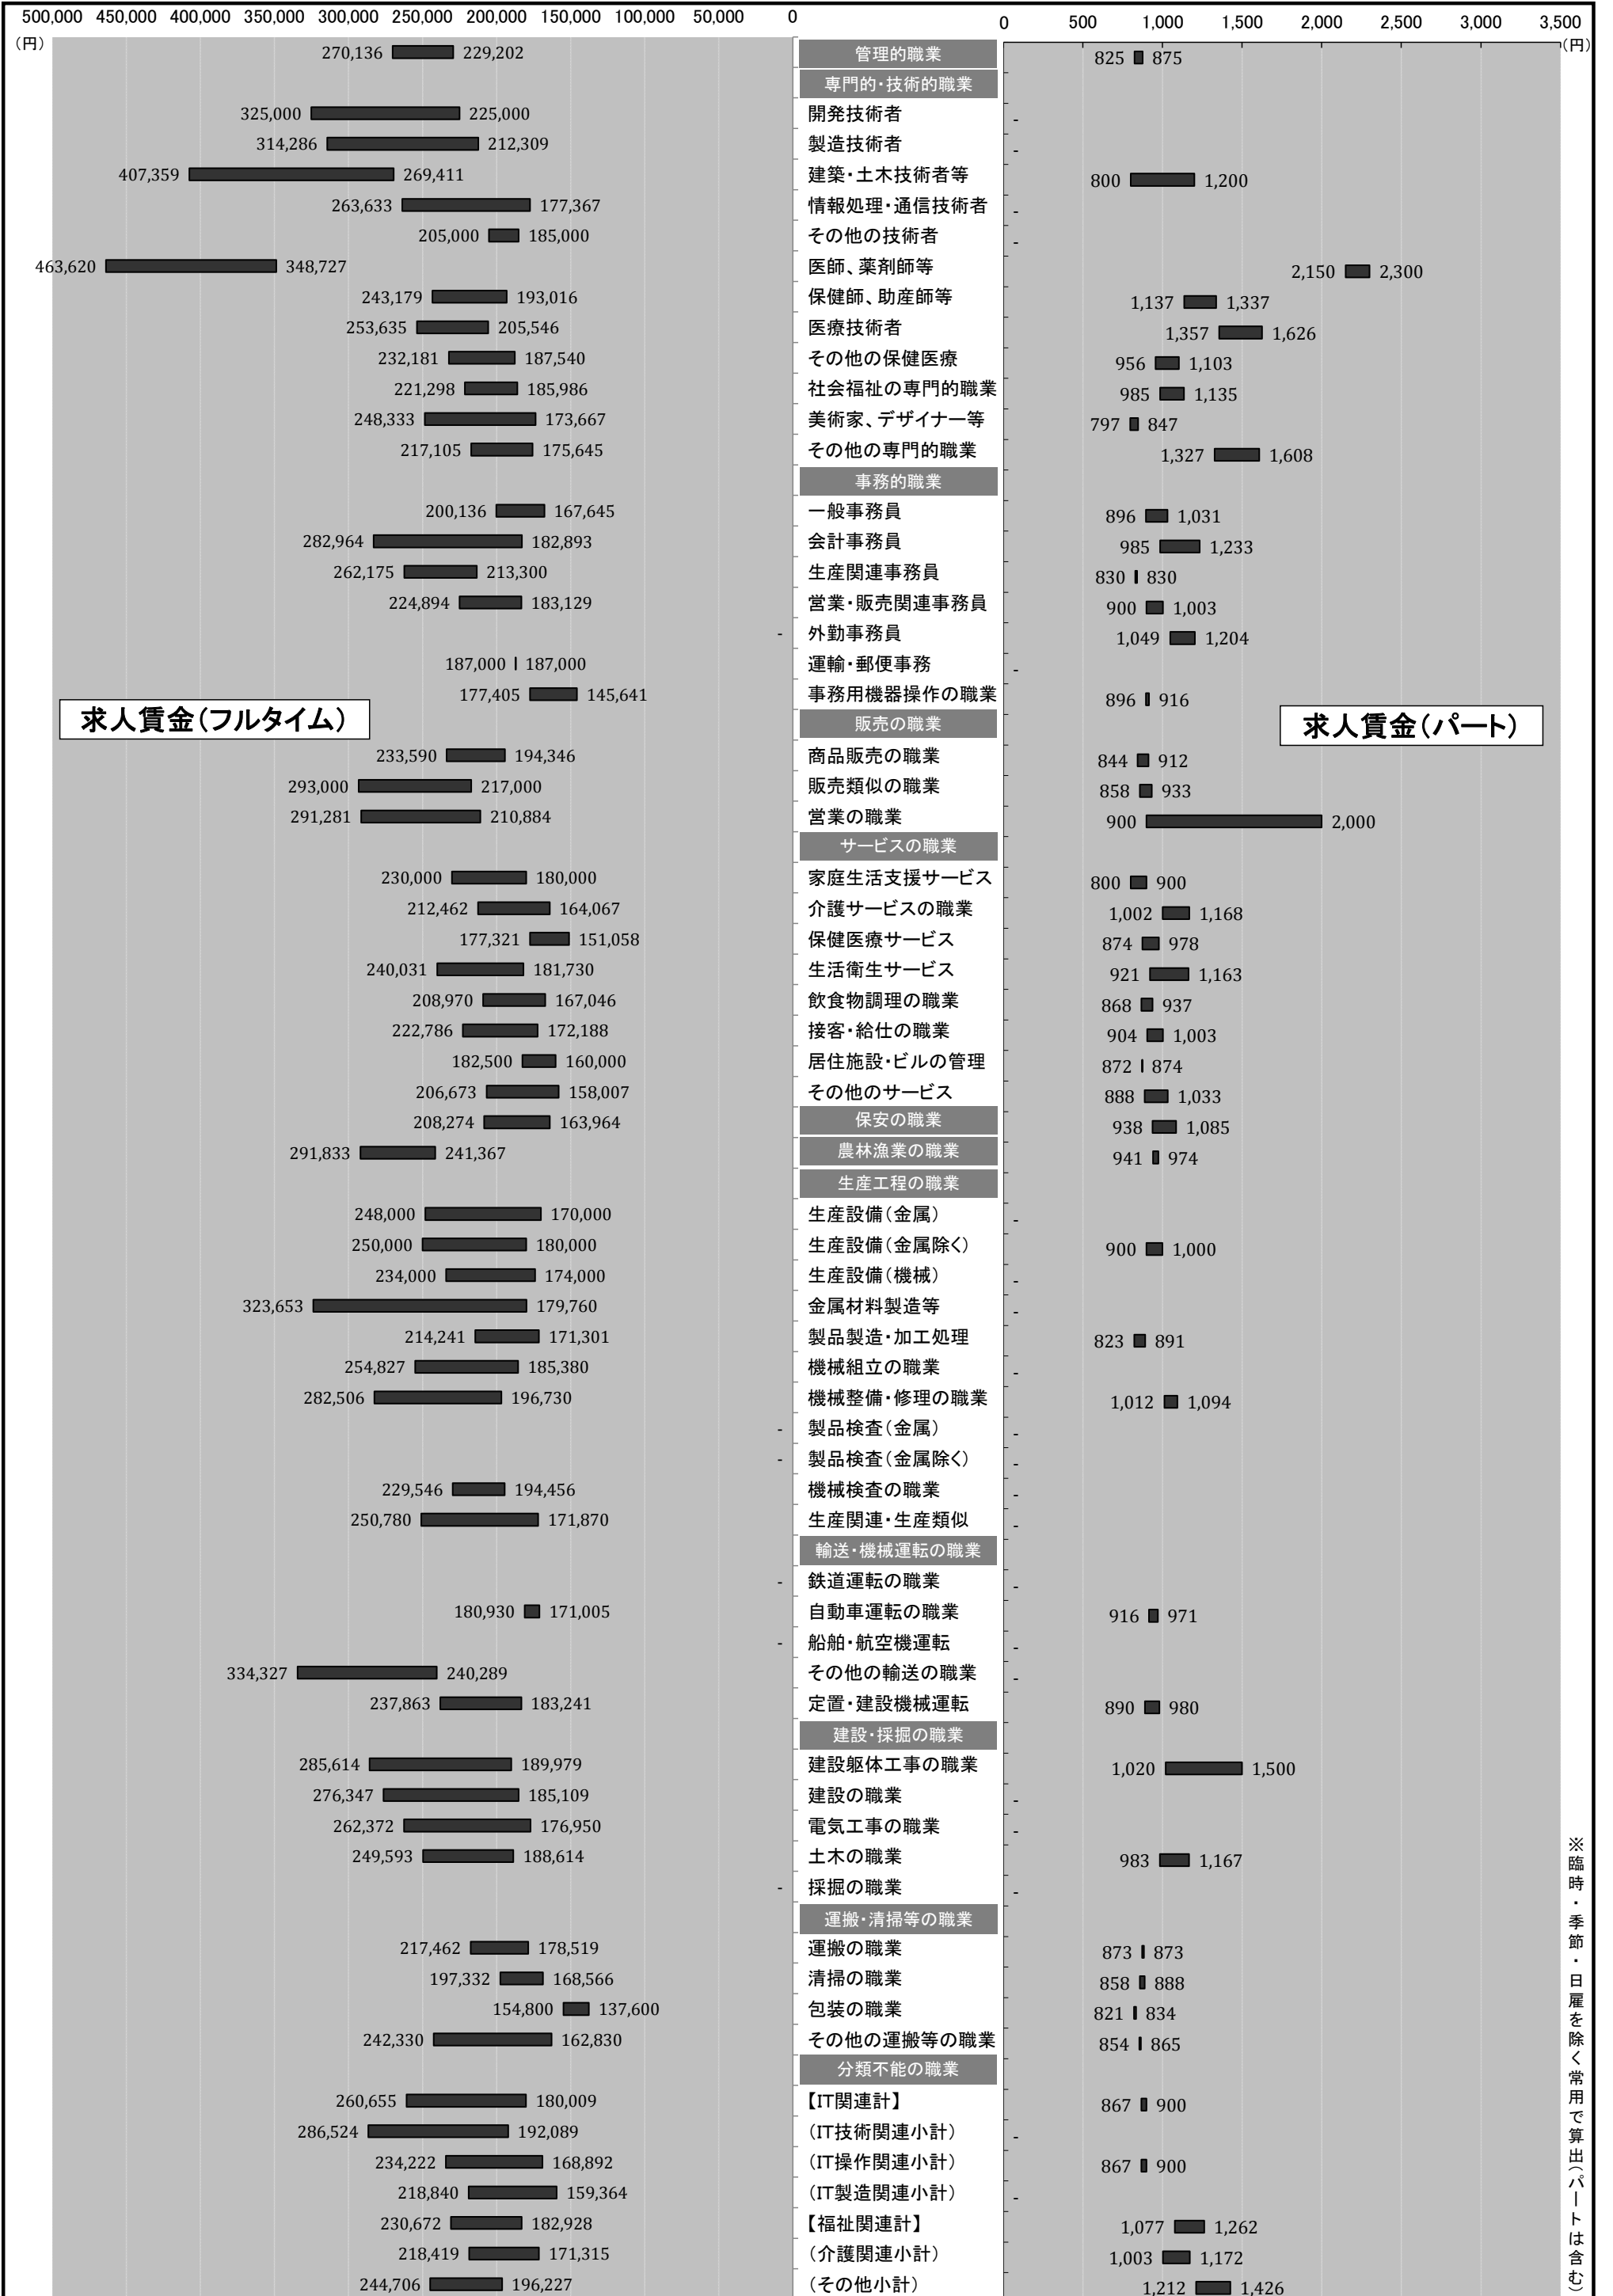 500,000 450,000 400,000 350,000 300,000 250,000 200,000 150,000 100,000 50,000 0 0 500 1,000 1,500 2,000 2,500 3,000 3,500
（円） （円）
270,136 229,202 管理的職業 825 875
専門的・技術的職業
325,000 225,000 開発技術者 -
314,286 212,309 製造技術者 -
407,359 269,411 建築・土木技術者等 800 1,200
263,633 177,367 情報処理・通信技術者 -
205,000 185,000 その他の技術者 -
463,620 348,727 医師、薬剤師等 2,150 2,300
243,179 193,016 保健師、助産師等 1,137 1,337
253,635 205,546 医療技術者 1,357 1,626
232,181 187,540 その他の保健医療 956 1,103
221,298 185,986 社会福祉の専門的職業 985 1,135
248,333 173,667 美術家、デザイナー等 797 847
217,105 175,645 その他の専門的職業 1,327 1,608
事務的職業
200,136 167,645 一般事務員 896 1,031
282,964 182,893 会計事務員 985 1,233
262,175 213,300 生産関連事務員 830 830
224,894 183,129 営業・販売関連事務員 900 1,003
- 外勤事務員 1,049 1,204
187,000 187,000 運輸・郵便事務 -
177,405 145,641 事務用機器操作の職業 896 916
求人賃金（フルタイム） 販売の職業 求人賃金（パート）
233,590 194,346 商品販売の職業 844 912
293,000 217,000 販売類似の職業 858 933
291,281 210,884 営業の職業 900 2,000
サービスの職業
230,000 180,000 家庭生活支援サービス 800 900
212,462 164,067 介護サービスの職業 1,002 1,168
177,321 151,058 保健医療サービス 874 978
240,031 181,730 生活衛生サービス 921 1,163
208,970 167,046 飲食物調理の職業 868 937
222,786 172,188 接客・給仕の職業 904 1,003
182,500 160,000 居住施設・ビルの管理 872 874
206,673 158,007 その他のサービス 888 1,033
208,274 163,964 保安の職業 938 1,085
291,833 241,367 農林漁業の職業 941 974
生産工程の職業
248,000 170,000 生産設備（金属） -
250,000 180,000 生産設備（金属除く） 900 1,000
234,000 174,000 生産設備（機械） -
323,653 179,760 金属材料製造等 -
214,241 171,301 製品製造・加工処理 823 891
254,827 185,380 機械組立の職業 -
282,506 196,730 機械整備・修理の職業 1,012 1,094
- 製品検査（金属） -
- 製品検査（金属除く） -
229,546 194,456 機械検査の職業 -
250,780 171,870 生産関連・生産類似 -
輸送・機械運転の職業
- 鉄道運転の職業 -
180,930 171,005 自動車運転の職業 916 971
- 船舶・航空機運転 -
334,327 240,289 その他の輸送の職業 -
237,863 183,241 定置・建設機械運転 890 980
建設・採掘の職業
285,614 189,979 建設躯体工事の職業 1,020 1,500
276,347 185,109 建設の職業 -
262,372 176,950 電気工事の職業 -
249,593 188,614 土木の職業 983 1,167
- 採掘の職業 -
運搬・清掃等の職業
217,462 178,519 運搬の職業 873 873
197,332 168,566 清掃の職業 858 888
154,800 137,600 包装の職業 821 834
242,330 162,830 その他の運搬等の職業 854 865
分類不能の職業
260,655 180,009 【IT関連計】 867 900
286,524 192,089 （IT技術関連小計） -
234,222 168,892 （IT操作関連小計） 867 900
218,840 159,364 （IT製造関連小計） -
230,672 182,928 【福祉関連計】 1,077 1,262
218,419 171,315 （介護関連小計） 1,003 1,172
244,706 196,227 （その他小計） 1,212 1,426
※臨時・季節・日雇を除く常用で算出（パートは含む）